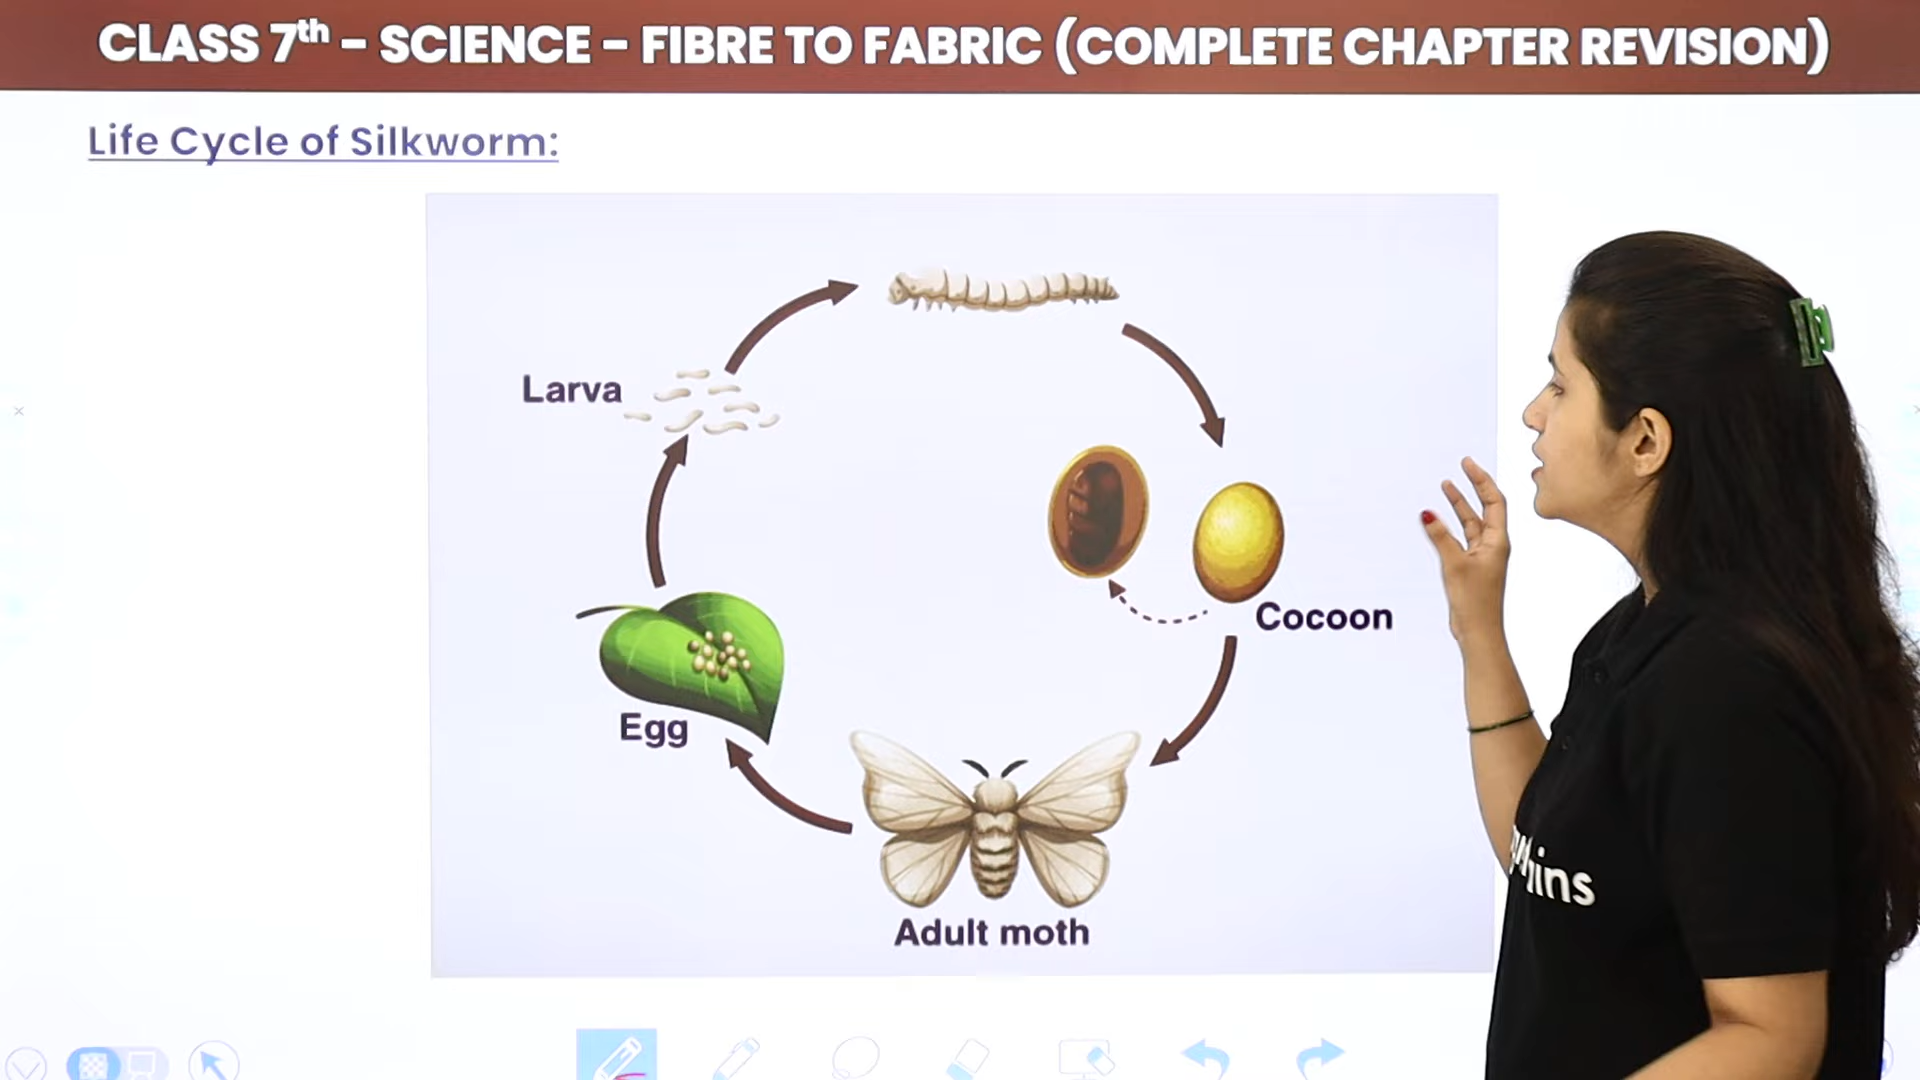 CLASS 7th - SCIENCE - FIBRE TO FABRIC (COMPLETE CHAPTER REVISION)
Life Cycle of Silkworm:
Larva
Cocoon
Egg
Adult moth